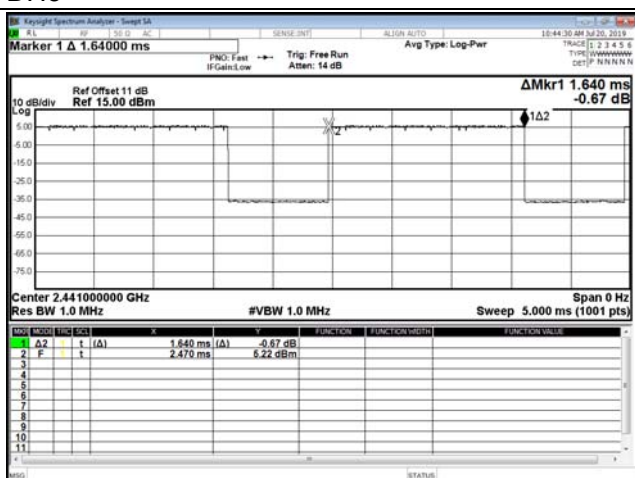 Keysight Spectrum Analyzer - Swept SA
RL RF 50 Ω AC SENSE:INT ALIGN AUTO 10:44:30 AM Jul 20, 2019
Marker 1 Δ 1.64000 ms
PNO: Fast Trig: Free Run
IFGain:Low Atten: 14 dB
Avg Type: Log-Pwr
TRACE 1 2 3 4 5 6
TYPE WWWWWW
DET P N N N N N
ΔMkr1 1.640 ms
-0.67 dB
Ref Offset 11 dB
10 dB/div Ref 15.00 dBm
Log
1Δ2
5.00
2
-5.00
-15.0
-25.0
-35.0
-45.0
-55.0
-65.0
-75.0
Center 2.441000000 GHz Span 0 Hz
Res BW 1.0 MHz #VBW 1.0 MHz Sweep 5.000 ms (1001 pts)
MKR MODE TRC SCL X Y FUNCTION FUNCTION WIDTH FUNCTION VALUE
1 Δ2 1 t (Δ) 1.640 ms (Δ) -0.67 dB
2 F 1 t 2.470 ms 5.22 dBm
3
4
5
6
7
8
9
10
11
MSG STATUS